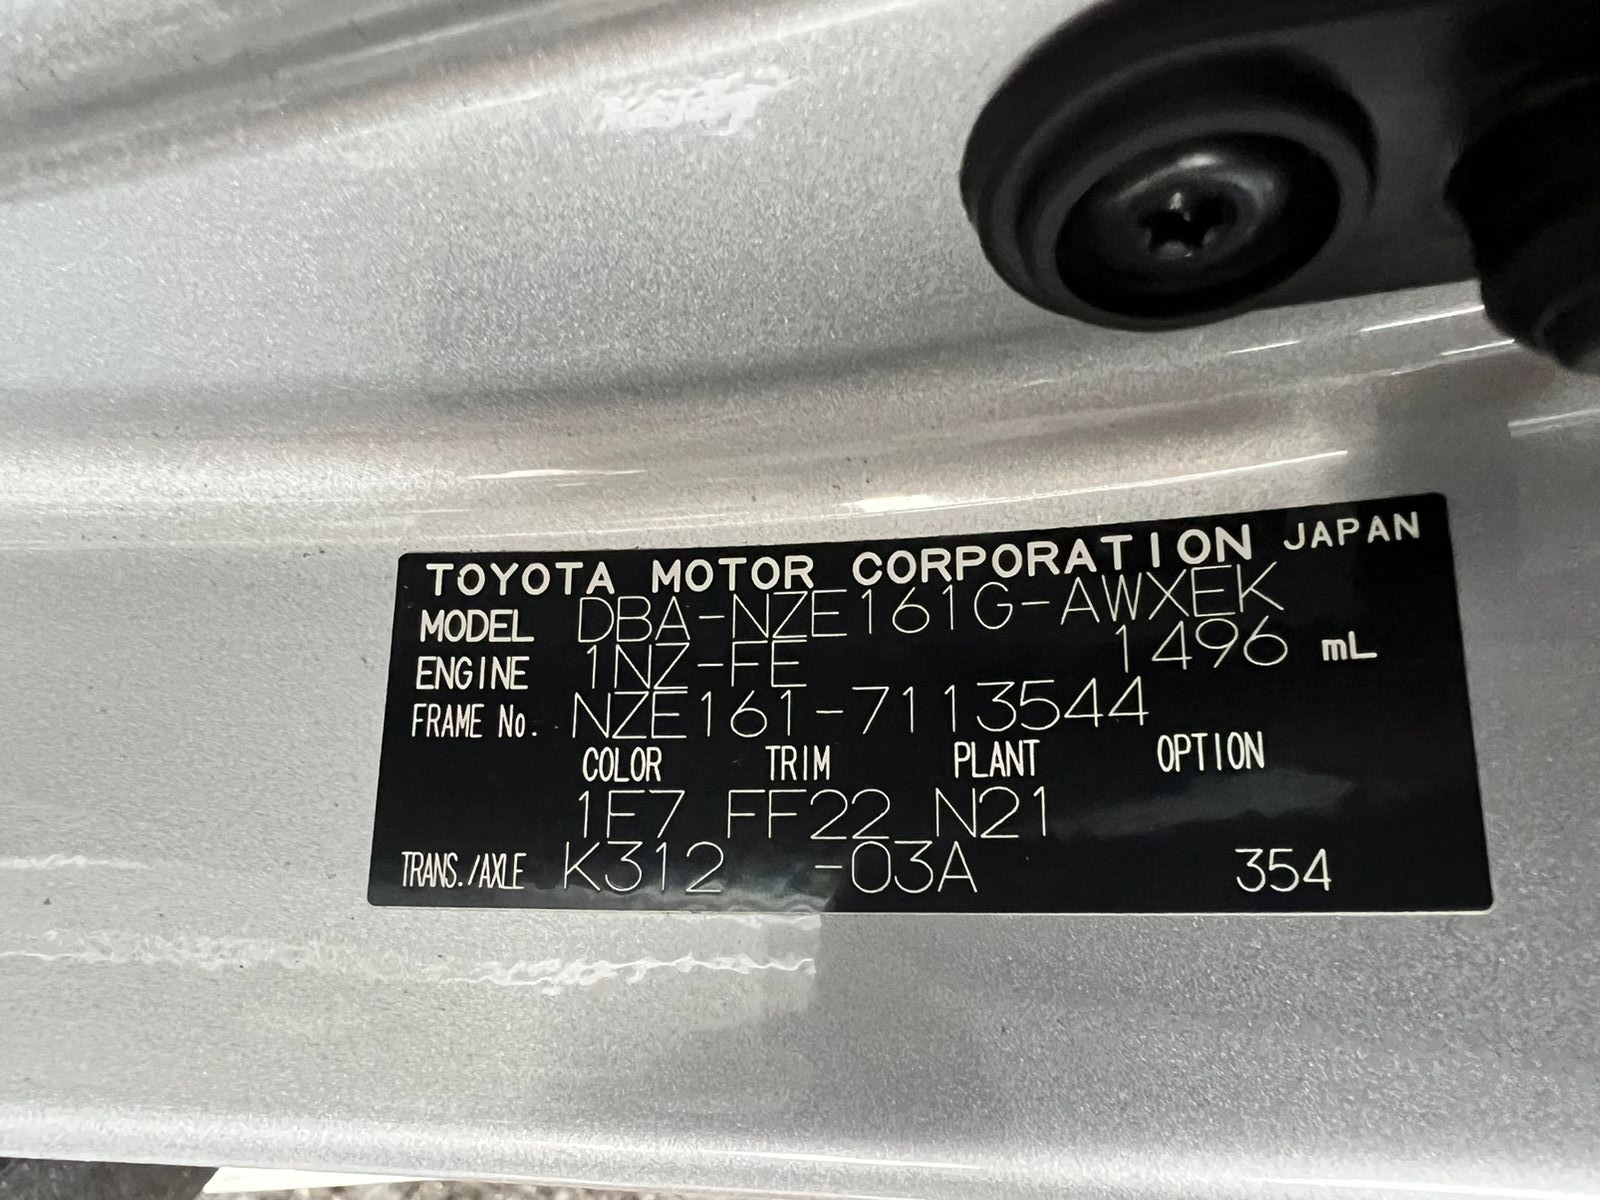 TOYOTA MOTOR CORPORATION JAPAN
MODEL DBA-NZE161G-AWXEK
ENGINE 1NZ-FE 1496 mL
FRAME No. NZE161-7113544
COLOR TRIM PLANT OPTION
1E7 FF22 N21
TRANS./AXLE K312 -03A 354